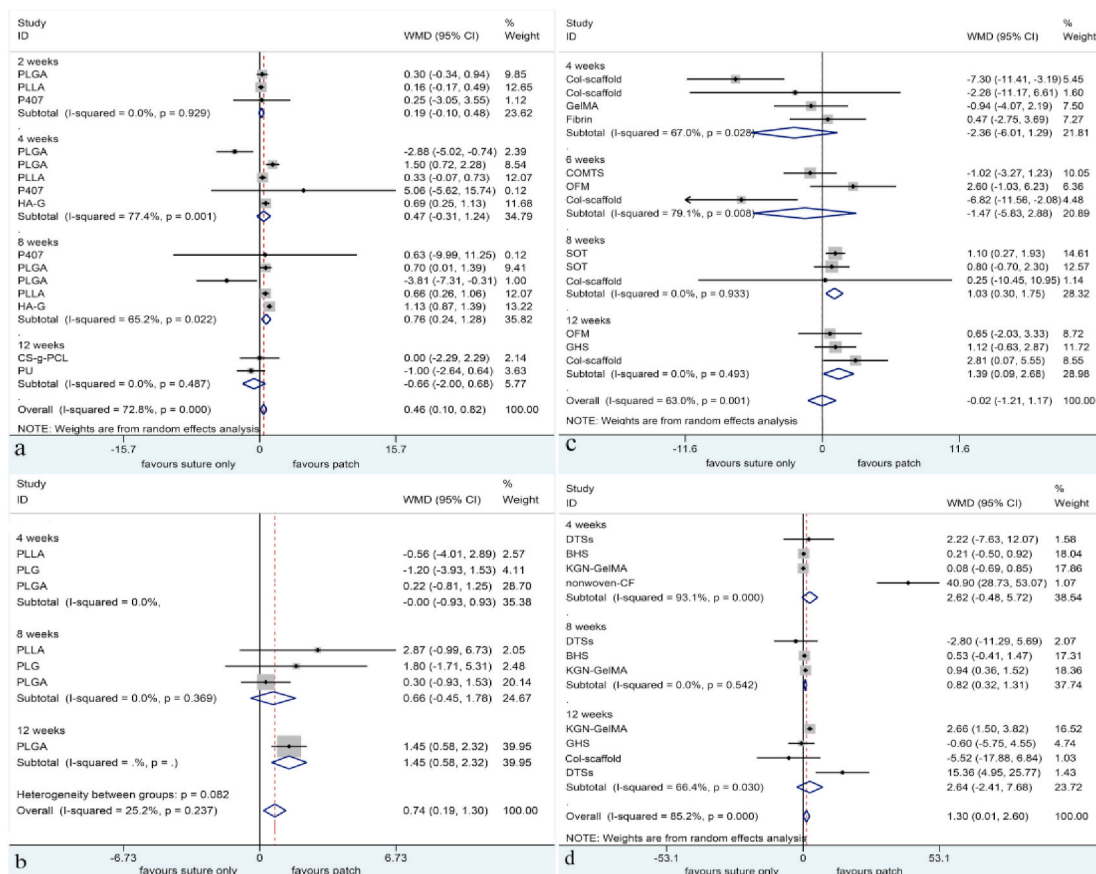 Study %
ID WMD (95% CI) Weight
2 weeks
PLGA 0.30 (-0.34, 0.94) 9.85
PLLA 0.16 (-0.17, 0.49) 12.65
P407 0.25 (-3.05, 3.55) 1.12
Subtotal (I-squared = 0.0%, p = 0.929) 0.19 (-0.10, 0.48) 23.62
.
4 weeks
PLGA -2.88 (-5.02, -0.74) 2.39
PLGA 1.50 (0.72, 2.28) 8.54
PLLA 0.33 (-0.07, 0.73) 12.07
P407 5.06 (-5.62, 15.74) 0.12
HA-G 0.69 (0.25, 1.13) 11.68
Subtotal (I-squared = 77.4%, p = 0.001) 0.47 (-0.31, 1.24) 34.79
.
8 weeks
P407 0.63 (-9.99, 11.25) 0.12
PLGA 0.70 (0.01, 1.39) 9.41
PLGA -3.81 (-7.31, -0.31) 1.00
PLLA 0.66 (0.26, 1.06) 12.07
HA-G 1.13 (0.87, 1.39) 13.22
Subtotal (I-squared = 65.2%, p = 0.022) 0.76 (0.24, 1.28) 35.82
.
12 weeks
CS-g-PCL 0.00 (-2.29, 2.29) 2.14
PU -1.00 (-2.64, 0.64) 3.63
Subtotal (I-squared = 0.0%, p = 0.487) -0.66 (-2.00, 0.68) 5.77
.
Overall (I-squared = 72.8%, p = 0.000) 0.46 (0.10, 0.82) 100.00
NOTE: Weights are from random effects analysis
a
-15.7 0 15.7
favours suture only favours patch
Study %
ID WMD (95% CI) Weight
4 weeks
Col-scaffold -7.30 (-11.41, -3.19) 5.45
Col-scaffold -2.28 (-11.17, 6.61) 1.60
GelMA -0.94 (-4.07, 2.19) 7.50
Fibrin 0.47 (-2.75, 3.69) 7.27
Subtotal (I-squared = 67.0%, p = 0.028) -2.36 (-6.01, 1.29) 21.81
.
6 weeks
COMTS -1.02 (-3.27, 1.23) 10.05
OFM 2.60 (-1.03, 6.23) 6.36
Col-scaffold -6.82 (-11.56, -2.08) 4.48
Subtotal (I-squared = 79.1%, p = 0.008) -1.47 (-5.83, 2.88) 20.89
.
8 weeks
SOT 1.10 (0.27, 1.93) 14.61
SOT 0.80 (-0.70, 2.30) 12.57
Col-scaffold 0.25 (-10.45, 10.95) 1.14
Subtotal (I-squared = 0.0%, p = 0.933) 1.03 (0.30, 1.75) 28.32
.
12 weeks
OFM 0.65 (-2.03, 3.33) 8.72
GHS 1.12 (-0.63, 2.87) 11.72
Col-scaffold 2.81 (0.07, 5.55) 8.55
Subtotal (I-squared = 0.0%, p = 0.493) 1.39 (0.09, 2.68) 28.98
.
Overall (I-squared = 63.0%, p = 0.001) -0.02 (-1.21, 1.17) 100.00
NOTE: Weights are from random effects analysis
c
-11.6 0 11.6
favours suture only favours patch
Study %
ID WMD (95% CI) Weight
4 weeks
PLLA -0.56 (-4.01, 2.89) 2.57
PLG -1.20 (-3.93, 1.53) 4.11
PLGA 0.22 (-0.81, 1.25) 28.70
Subtotal (I-squared = 0.0%, -0.00 (-0.93, 0.93) 35.38
.
8 weeks
PLLA 2.87 (-0.99, 6.73) 2.05
PLG 1.80 (-1.71, 5.31) 2.48
PLGA 0.30 (-0.93, 1.53) 20.14
Subtotal (I-squared = 0.0%, p = 0.369) 0.66 (-0.45, 1.78) 24.67
.
12 weeks
PLGA 1.45 (0.58, 2.32) 39.95
Subtotal (I-squared = .%, p = .) 1.45 (0.58, 2.32) 39.95
.
Heterogeneity between groups: p = 0.082
Overall (I-squared = 25.2%, p = 0.237) 0.74 (0.19, 1.30) 100.00
b
-6.73 0 6.73
favours suture only favours patch
Study %
ID WMD (95% CI) Weight
4 weeks
DTSs 2.22 (-7.63, 12.07) 1.58
BHS 0.21 (-0.50, 0.92) 18.04
KGN-GelMA 0.08 (-0.69, 0.85) 17.86
nonwoven-CF 40.90 (28.73, 53.07) 1.07
Subtotal (I-squared = 93.1%, p = 0.000) 2.62 (-0.48, 5.72) 38.54
.
8 weeks
DTSs -2.80 (-11.29, 5.69) 2.07
BHS 0.53 (-0.41, 1.47) 17.31
KGN-GelMA 0.94 (0.36, 1.52) 18.36
Subtotal (I-squared = 0.0%, p = 0.542) 0.82 (0.32, 1.31) 37.74
.
12 weeks
KGN-GelMA 2.66 (1.50, 3.82) 16.52
GHS -0.60 (-5.75, 4.55) 4.74
Col-scaffold -5.52 (-17.88, 6.84) 1.03
DTSs 15.36 (4.95, 25.77) 1.43
Subtotal (I-squared = 66.4%, p = 0.030) 2.64 (-2.41, 7.68) 23.72
.
Overall (I-squared = 85.2%, p = 0.000) 1.30 (0.01, 2.60) 100.00
NOTE: Weights are from random effects analysis
d
-53.1 0 53.1
favours suture only favours patch